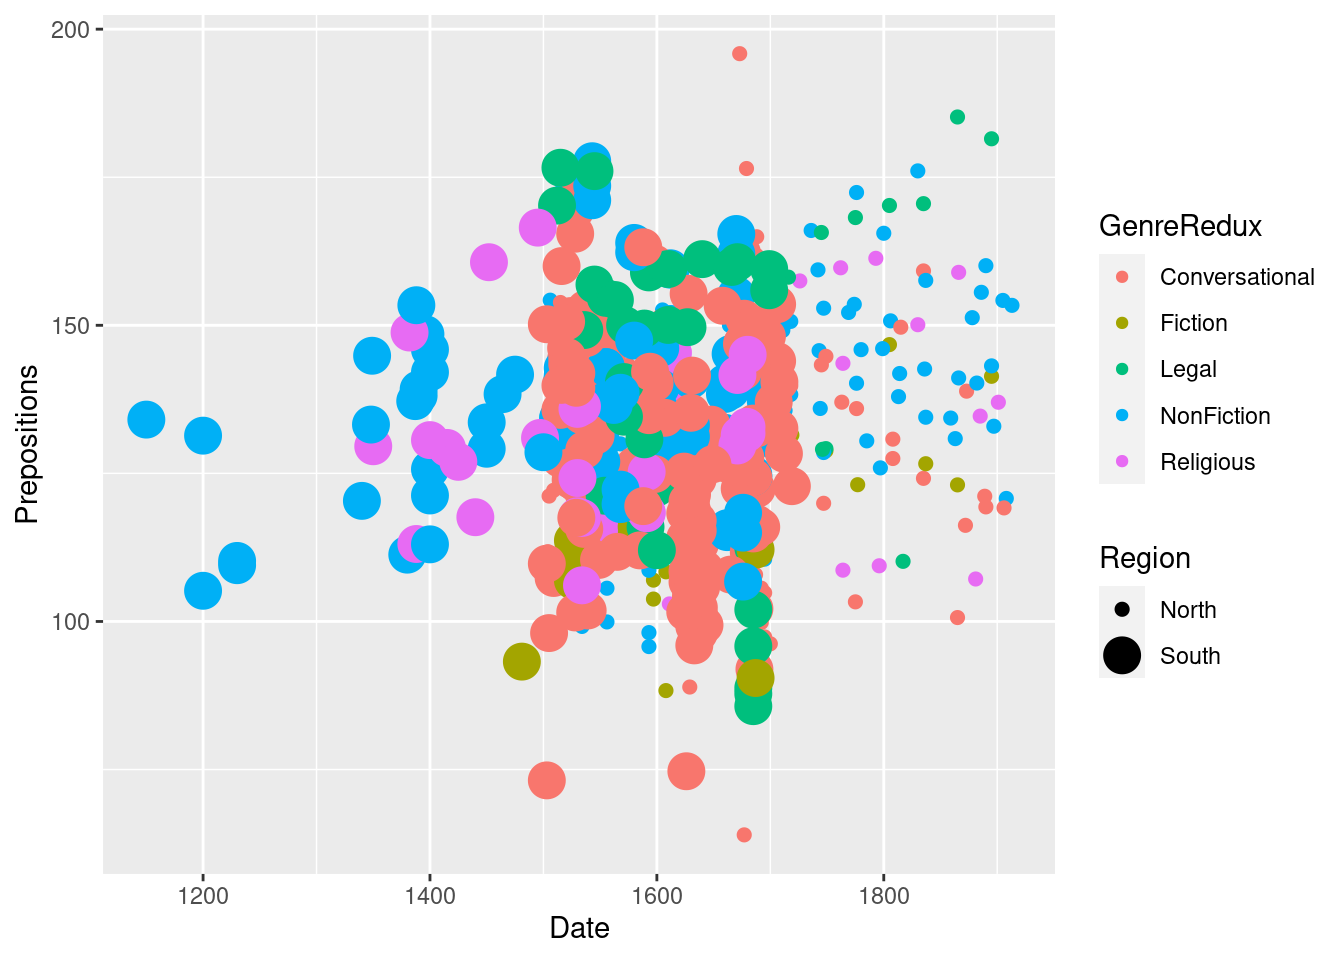 200
150
100
Prepositions
1200
1400
1600
1800
Date
GenreRedux
Conversational
Fiction
Legal
NonFiction
Religious
Region
North
South